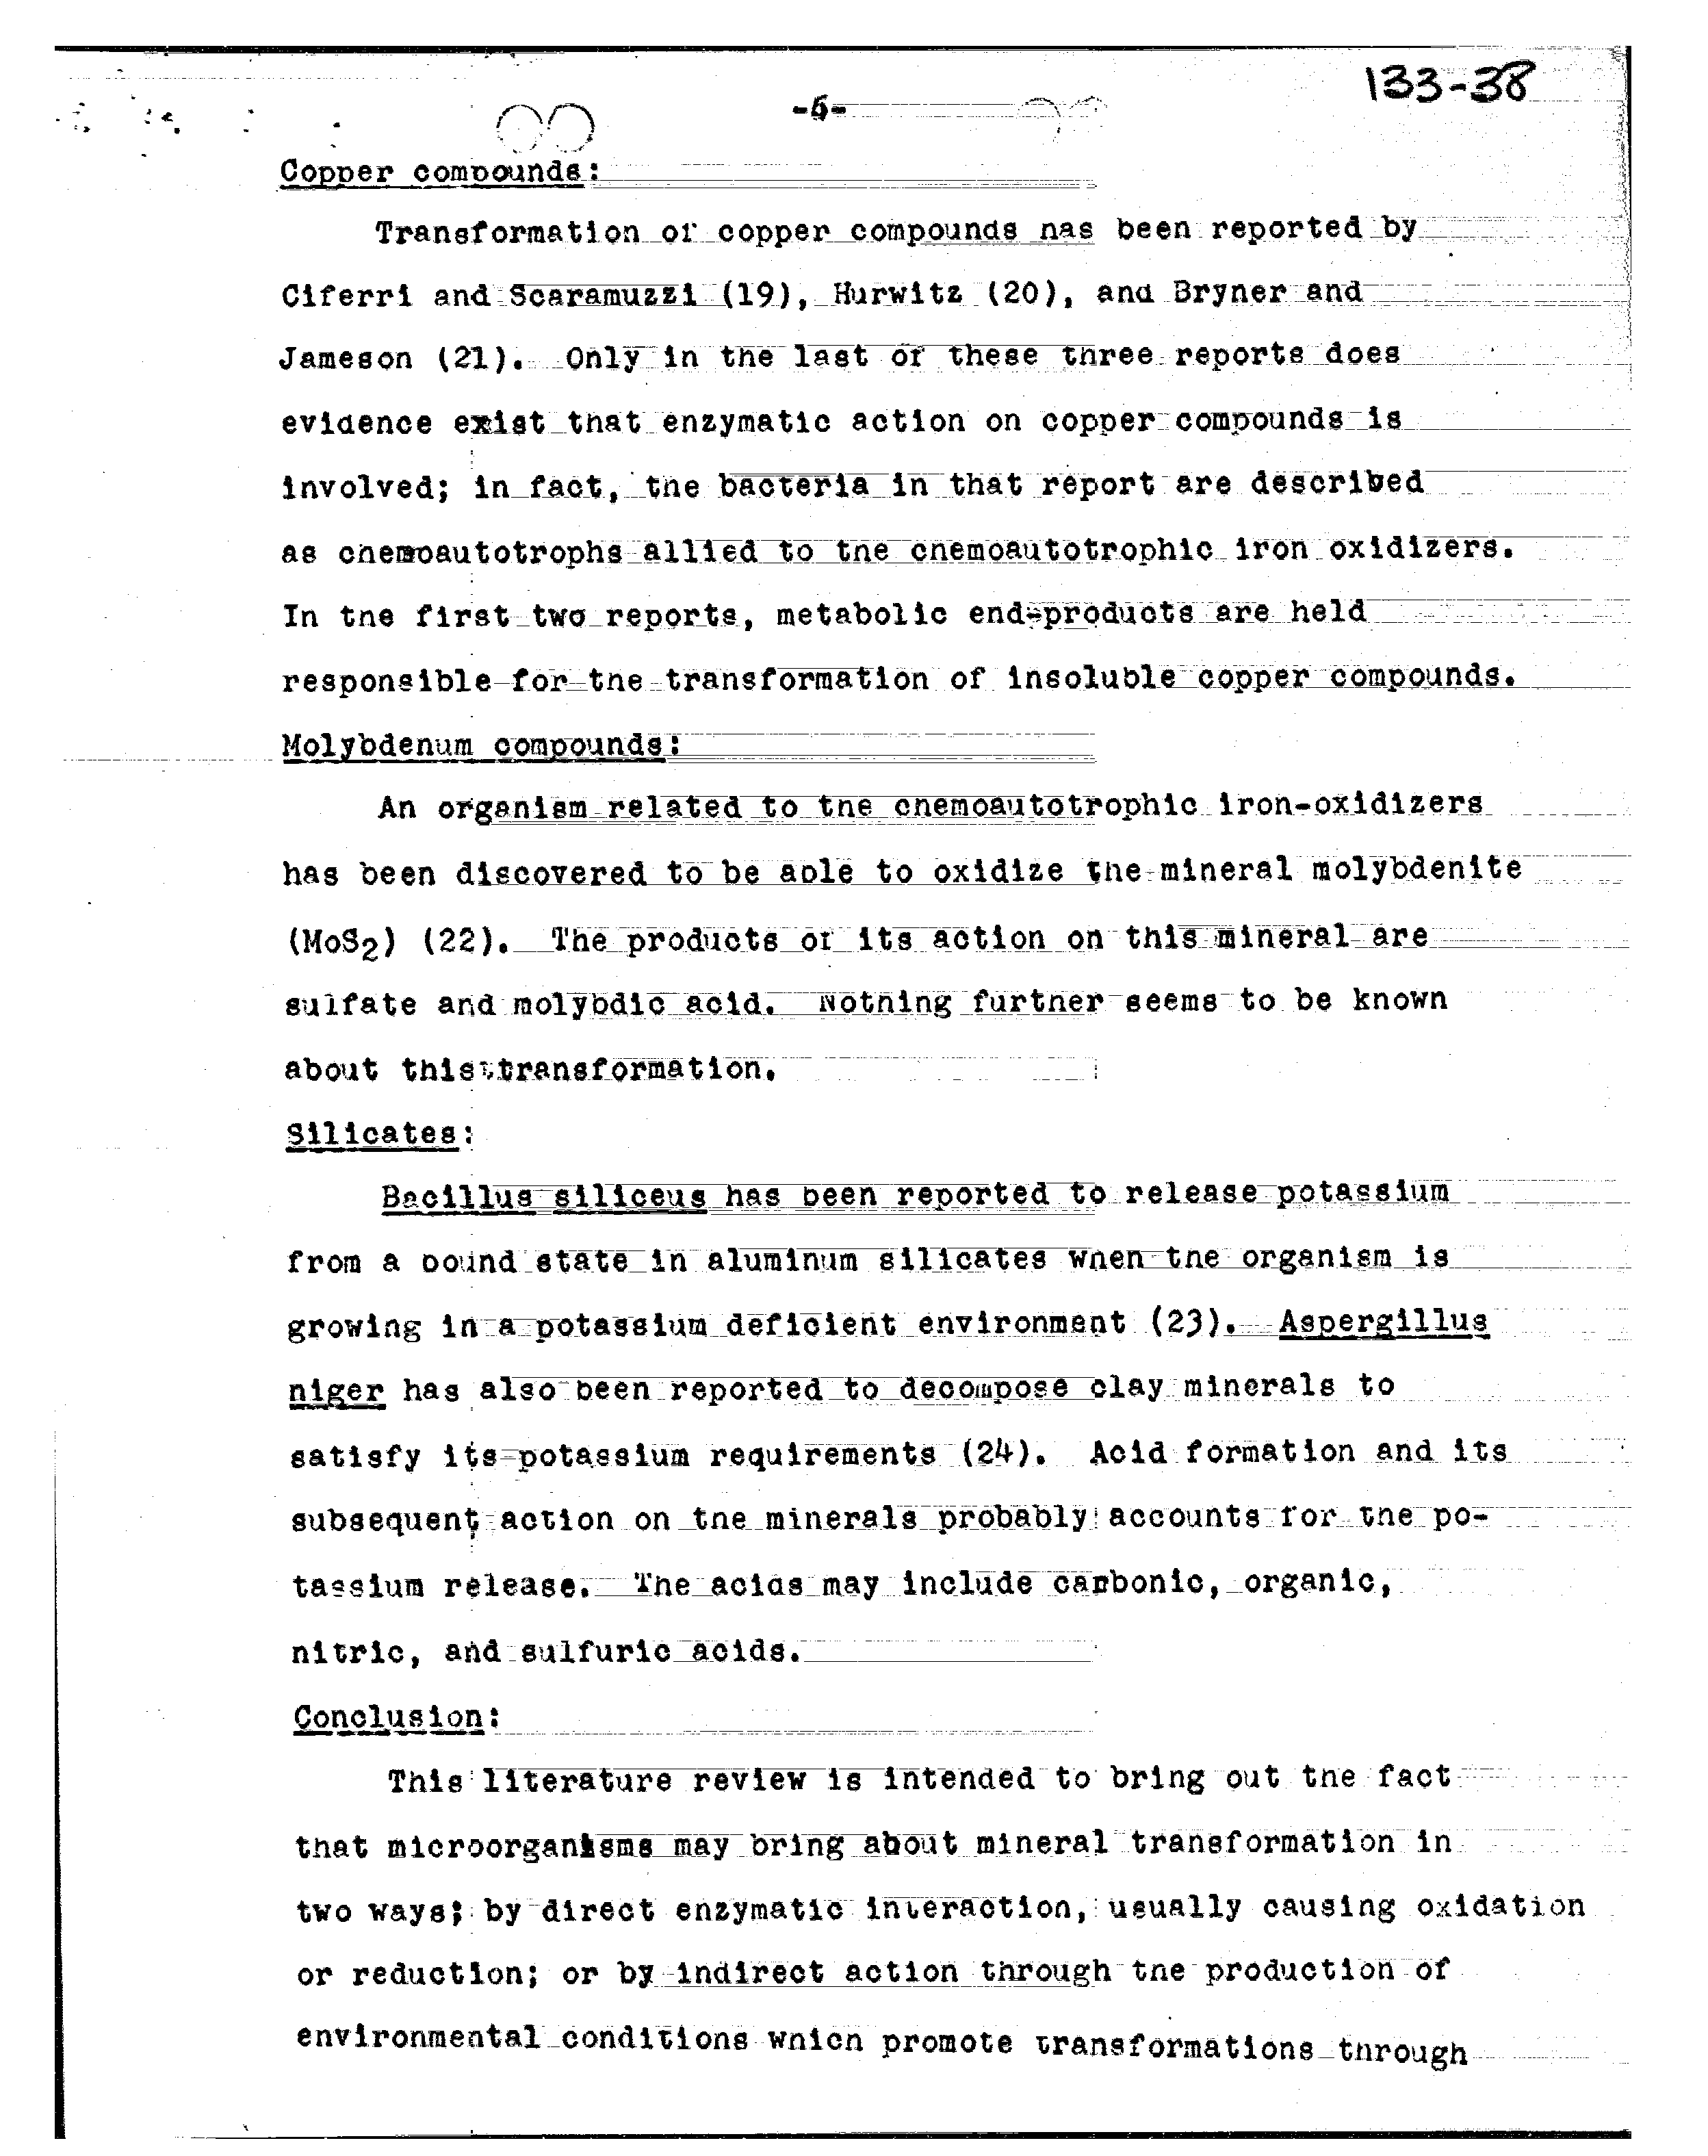 133-38
-6-
Copper compounds:
Transformation of copper compounds has been reported by
Ciferri and Scaramuzzi (19), Hurwitz (20), and Bryner and
Jameson (21). Only in the last of these three reports does
evidence exist that enzymatic action on copper compounds is
involved; in fact, the bacteria in that report are described
as chemoautotrophs allied to the chemoautotrophic iron oxidizers.
In the first two reports, metabolic end-products are held
responsible for the transformation of insoluble copper compounds.
Molybdenum compounds:
An organism related to the chemoautotrophic iron-oxidizers
has been discovered to be able to oxidize the mineral molybdenite
(MoS2) (22). The products of its action on this mineral are
sulfate and molybdic acid. Nothing further seems to be known
about this transformation.
Silicates:
Bacillus siliceus has been reported to release potassium
from a bound state in aluminum silicates when the organism is
growing in a potassium deficient environment (23). Aspergillus
niger has also been reported to decompose clay minerals to
satisfy its potassium requirements (24). Acid formation and its
subsequent action on the minerals probably accounts for the po-
tassium release. The acids may include carbonic, organic,
nitric, and sulfuric acids.
Conclusion:
This literature review is intended to bring out the fact
that microorganisms may bring about mineral transformation in
two ways; by direct enzymatic interaction, usually causing oxidation
or reduction; or by indirect action through the production of
environmental conditions which promote transformations through